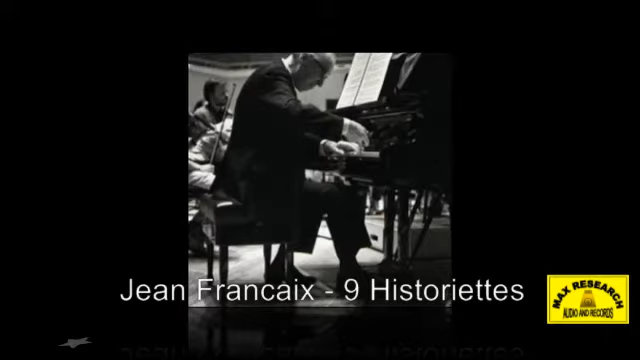 Jean Francaix - 9 Historiettes
MAX RESEARCH
AUDIO AND RECORDS